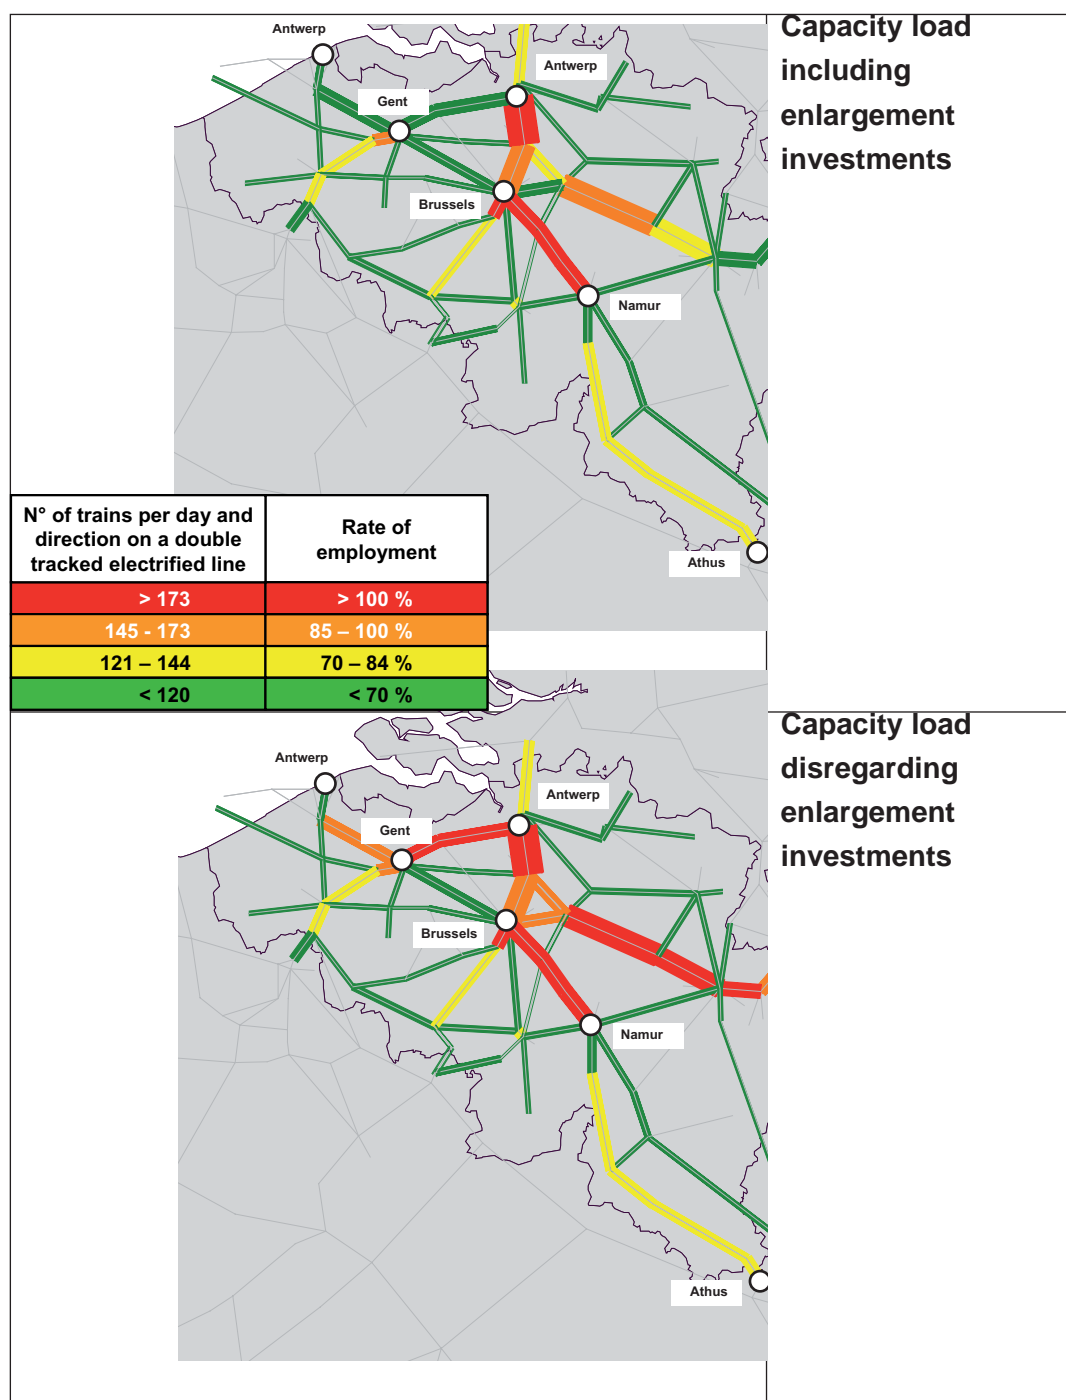 Capacity load
including
enlargement
investments
Antwerp
Antwerp
Gent
Brussels
Namur
Athus
N° of trains per day and
direction on a double
tracked electrified line
Rate of
employment
> 173
> 100 %
145 - 173
85 – 100 %
121 – 144
70 – 84 %
< 120
< 70 %
Capacity load
disregarding
enlargement
investments
Antwerp
Antwerp
Gent
Brussels
Namur
Athus